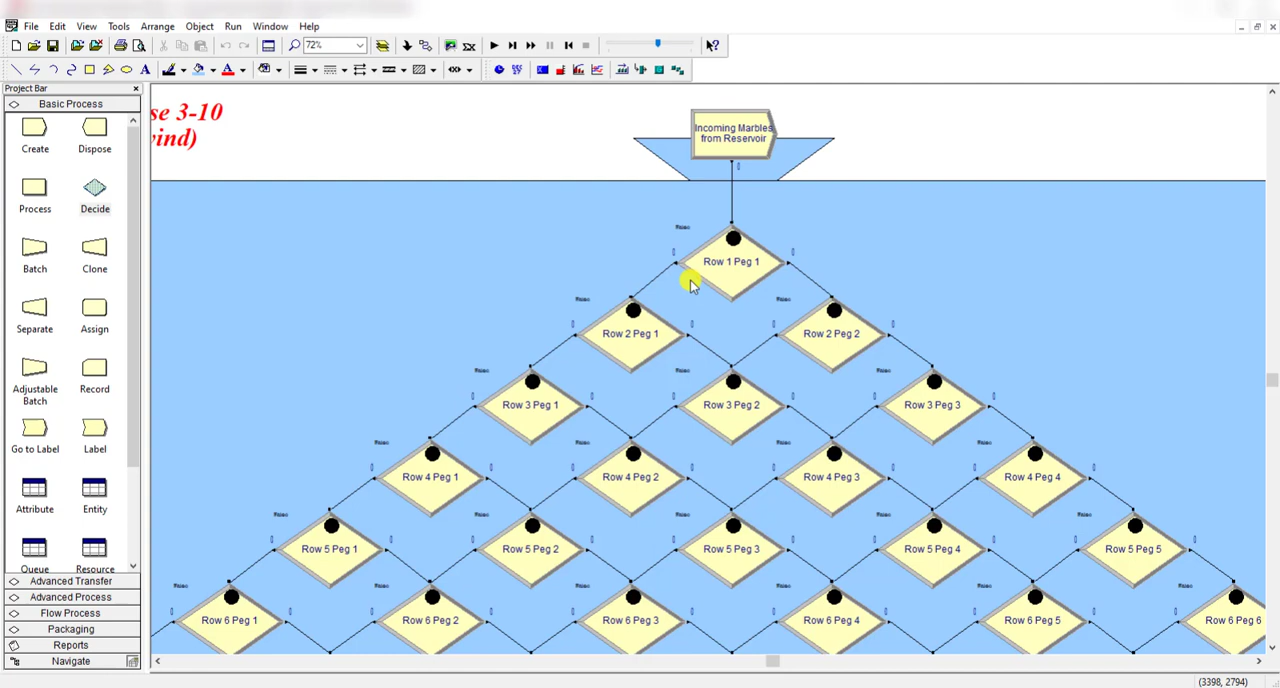 File Edit View Tools Arrange Object Run Window Help
72%
Project Bar
Basic Process
Create Dispose
Process Decide
Batch Clone
Separate Assign
Adjustable Batch Record
Go to Label Label
Attribute Entity
Queue Resource
Advanced Transfer
Advanced Process
Flow Process
Packaging
Reports
Navigate
se 3-10
Incoming Marbles
from Reservoir
Row 1 Peg 1
Row 2 Peg 1 Row 2 Peg 2
Row 3 Peg 1 Row 3 Peg 2 Row 3 Peg 3
Row 4 Peg 1 Row 4 Peg 2 Row 4 Peg 3 Row 4 Peg 4
Row 5 Peg 1 Row 5 Peg 2 Row 5 Peg 3 Row 5 Peg 4 Row 5 Peg 5
Row 6 Peg 1 Row 6 Peg 2 Row 6 Peg 3 Row 6 Peg 4 Row 6 Peg 5 Row 6 Peg 6
(3398, 2794)